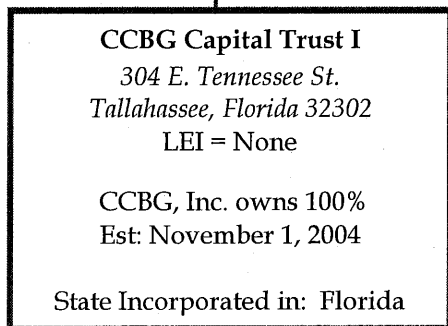 CCBG Capital Trust I
304 E. Tennessee St.
Tallahassee, Florida 32302
LEI = None
CCBG, Inc. owns 100%
Est: November 1, 2004
State Incorporated in: Florida